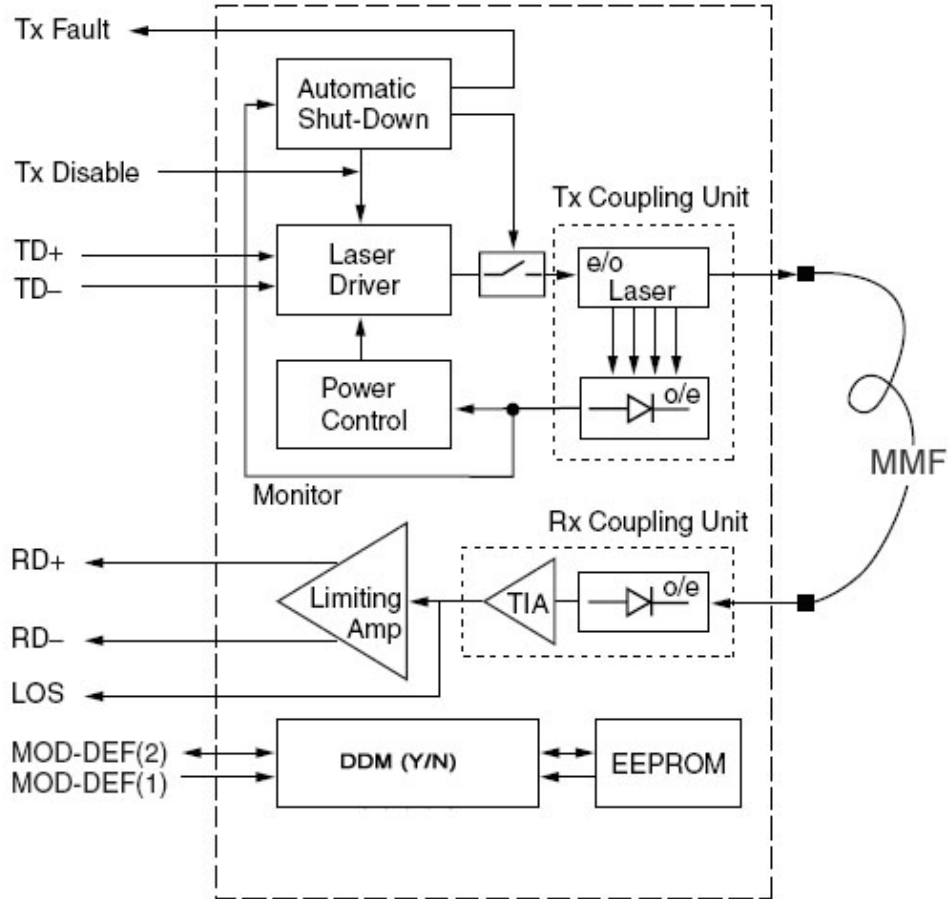 Tx Fault
Automatic
Shut-Down
Tx Disable
Tx Coupling Unit
TD+
TD–
Laser
Driver
e/o
Laser
Power
Control
o/e
MMF
Monitor
Rx Coupling Unit
RD+
RD–
Limiting
Amp
TIA
o/e
LOS
MOD-DEF(2)
MOD-DEF(1)
DDM (Y/N)
EEPROM